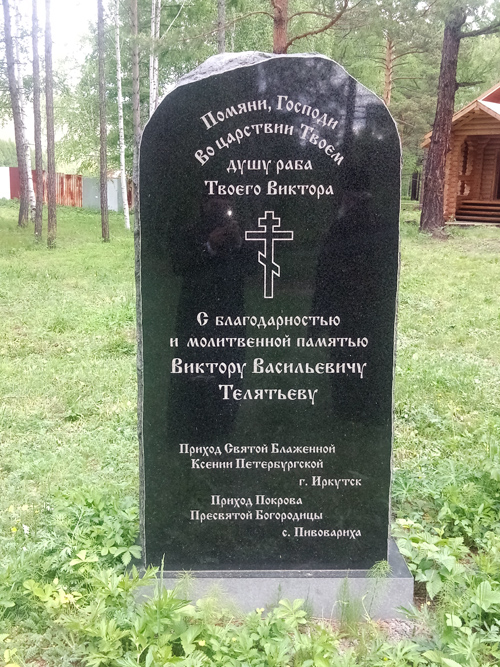 Помяни, Господи
Во царствии Твоем
душу раба
Твоего Виктора
С благодарностью
и молитвенной памятью
Виктору Васильевичу
Телятьеву
Приход Святой Блаженной
Ксении Петербургской
г. Иркутск
Приход Покрова
Пресвятой Богородицы
с. Пивовариха